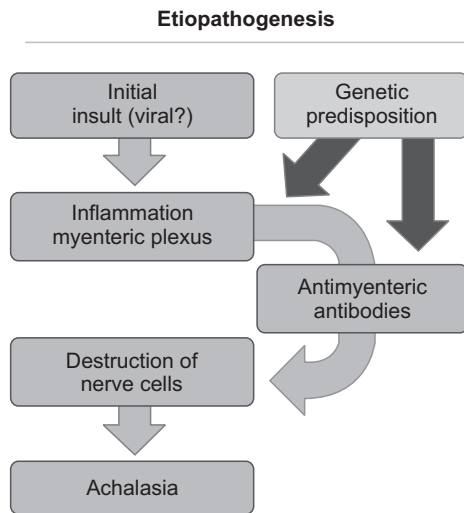 Etiopathogenesis
Initial
insult (viral?)
Genetic
predisposition
Inflammation
myenteric plexus
Antimyenteric
antibodies
Destruction of
nerve cells
Achalasia